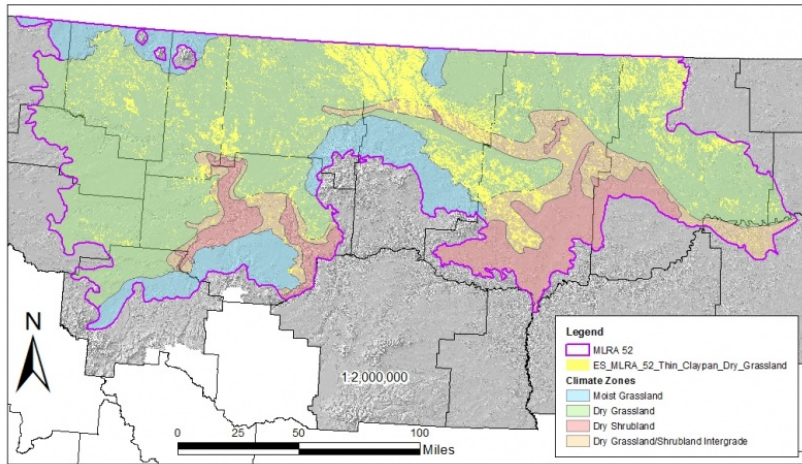 N
1:2,000,000
0 25 50 100
Miles
Legend
MLRA 52
ES_MLRA_52_Thin_Claypan_Dry_Grassland
Climate Zones
Moist Grassland
Dry Grassland
Dry Shrubland
Dry Grassland/Shrubland Intergrade